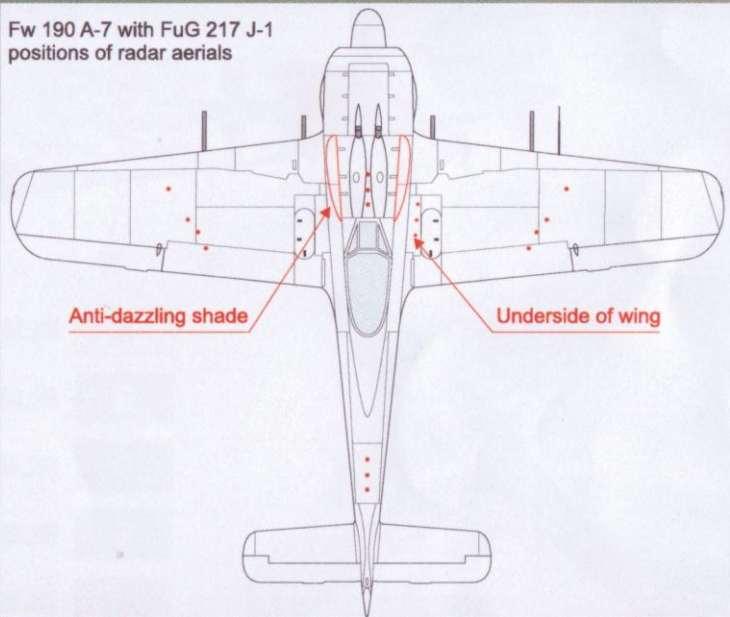 Fw 190 A-7 with FuG 217 J-1
positions of radar aerials
Anti-dazzling shade
Underside of wing